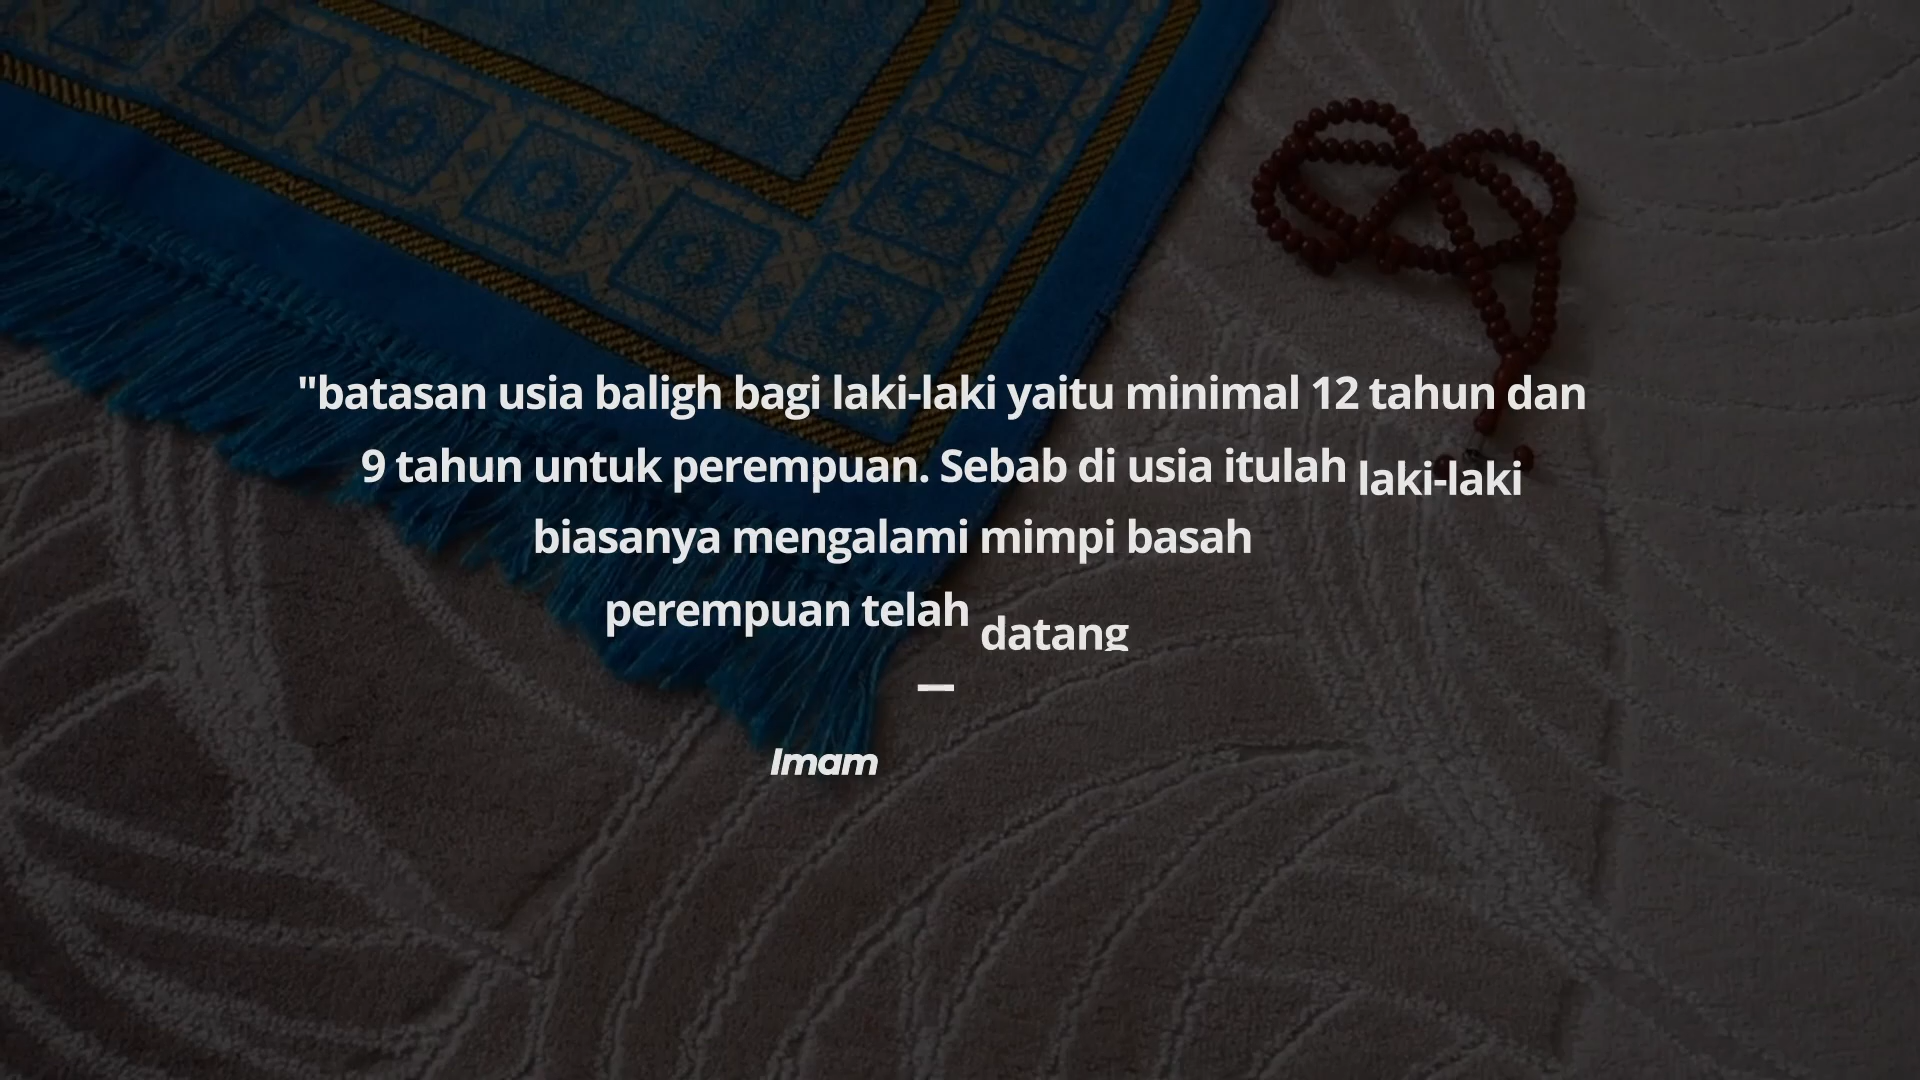 "batasan usia baligh bagi laki-laki yaitu minimal 12 tahun dan
9 tahun untuk perempuan. Sebab di usia itulah laki-laki
biasanya mengalami mimpi basah
perempuan telah datang
—
Imam